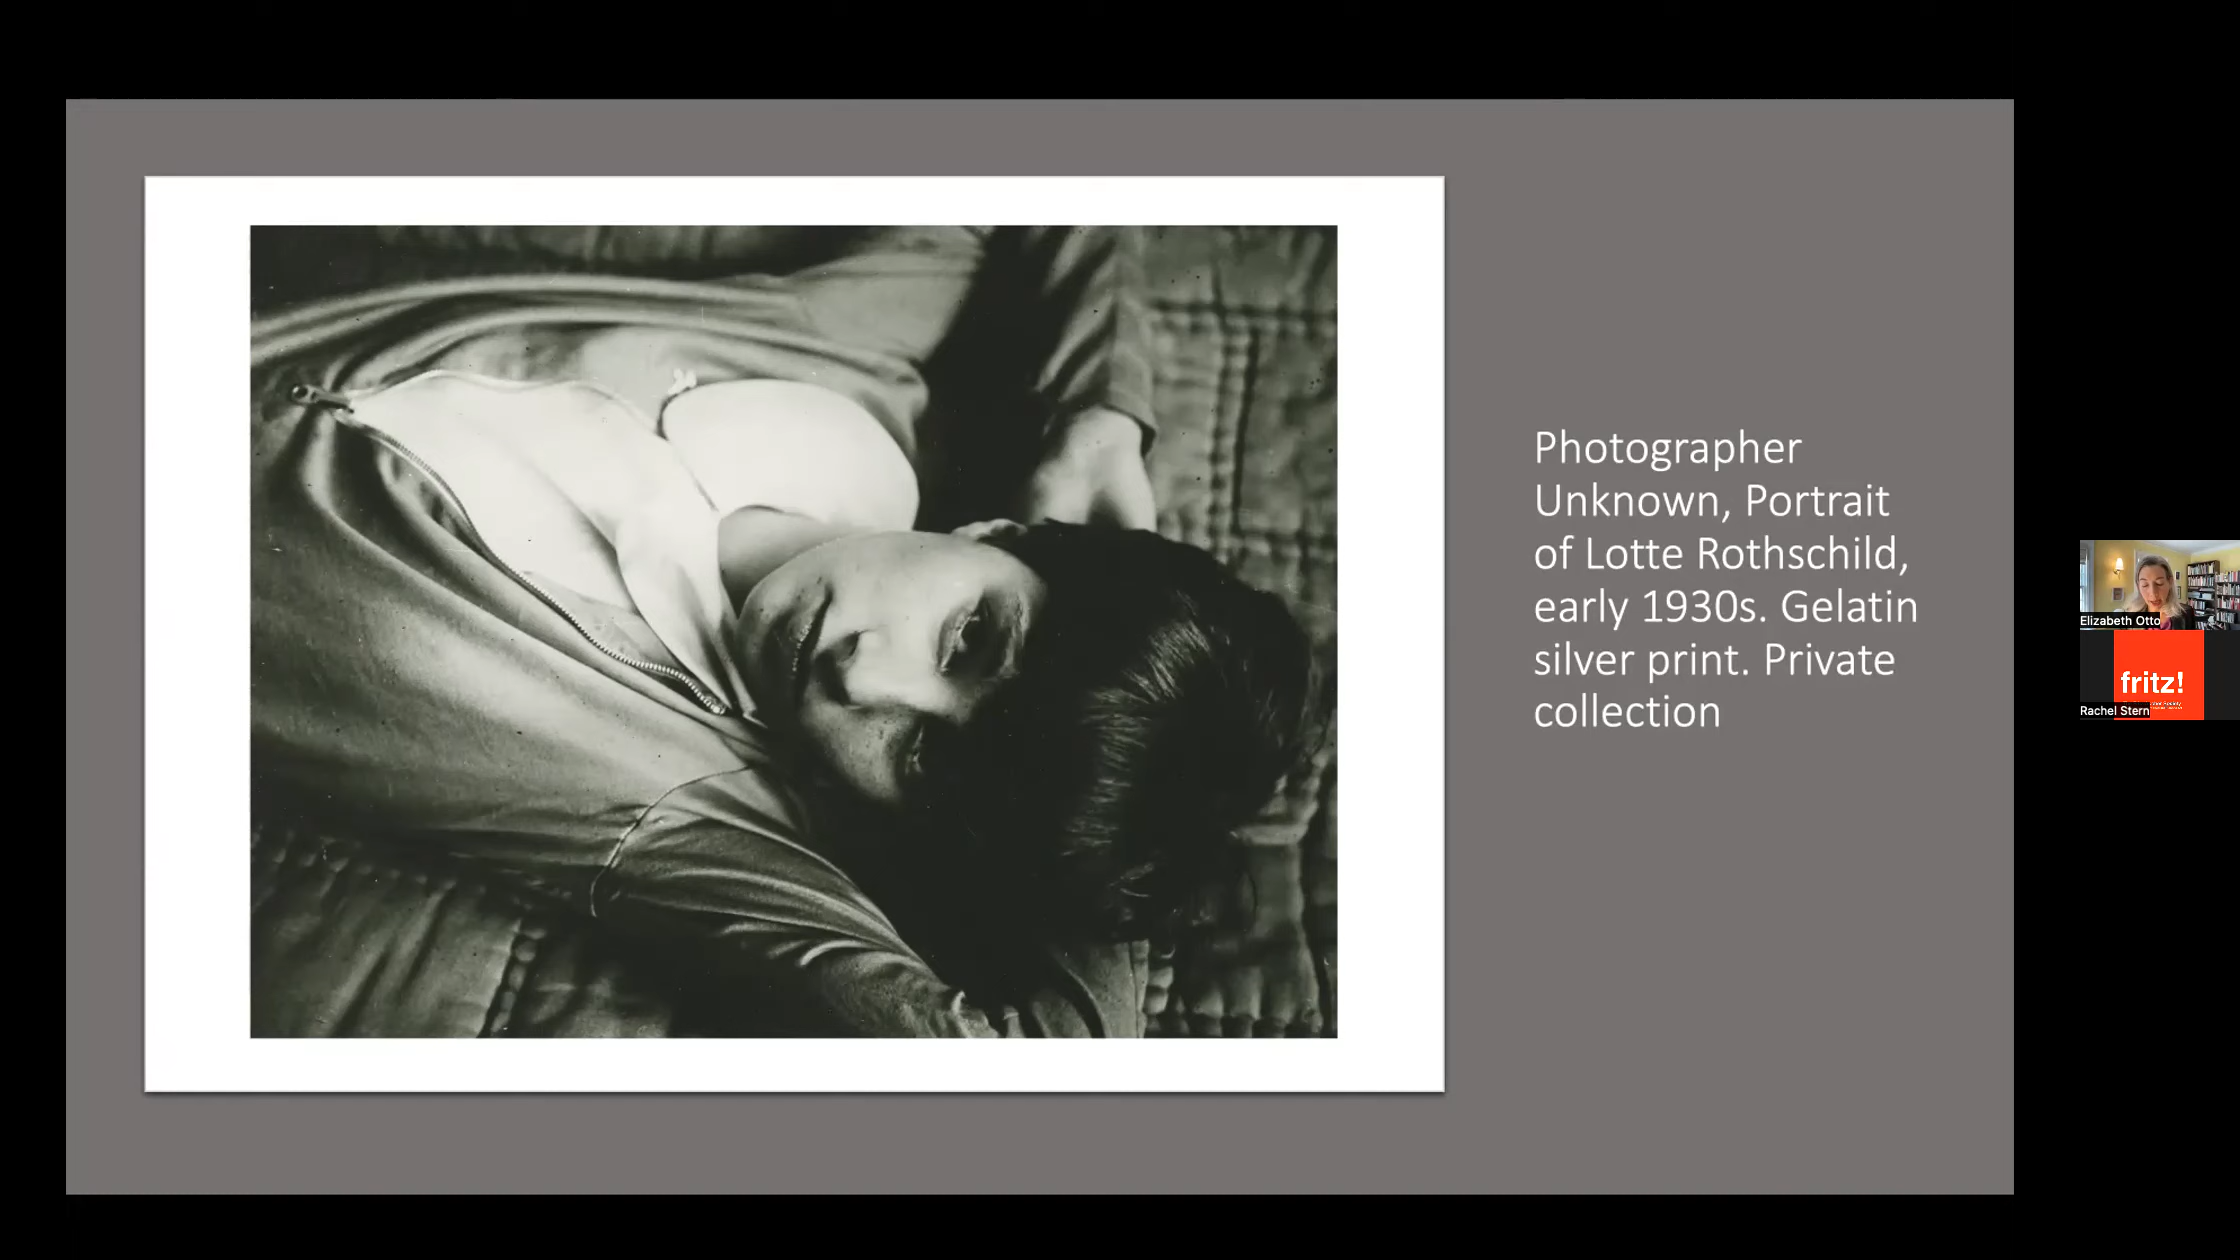 Photographer
Unknown, Portrait
of Lotte Rothschild,
early 1930s. Gelatin
silver print. Private
collection
Elizabeth Otto
fritz!
Rachel Stern